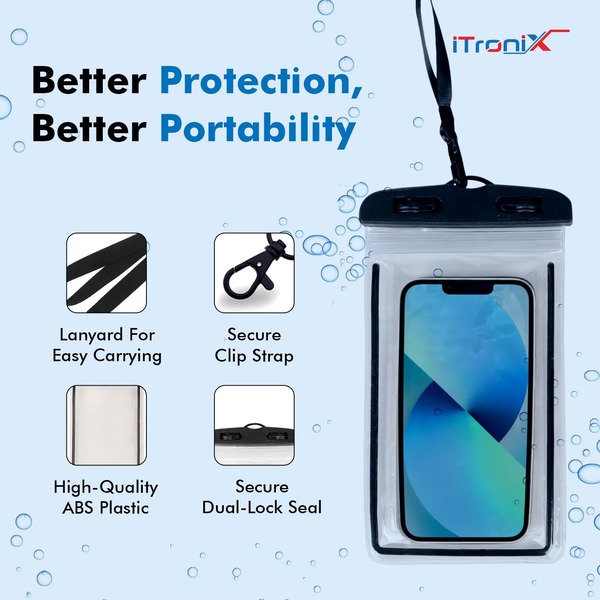 iTroniX
Better Protection,
Better Portability
Lanyard For
Easy Carrying
Secure
Clip Strap
High-Quality
ABS Plastic
Secure
Dual-Lock Seal